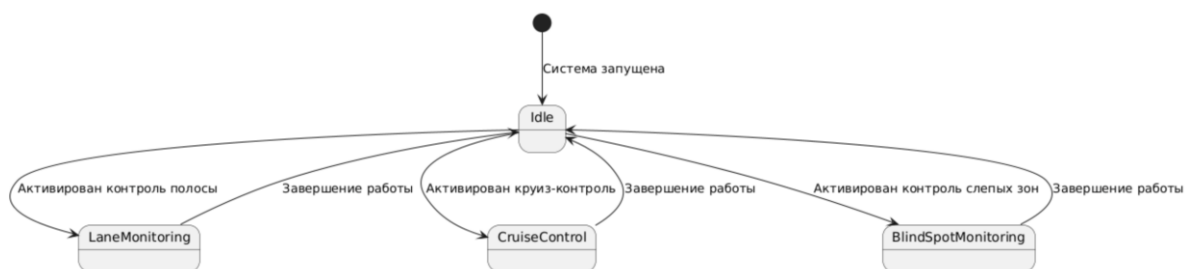 Система запущена
Idle
Активирован контроль полосы
Завершение работы
Активирован круиз-контроль
Завершение работы
Активирован контроль слепых зон
Завершение работы
LaneMonitoring
CruiseControl
BlindSpotMonitoring